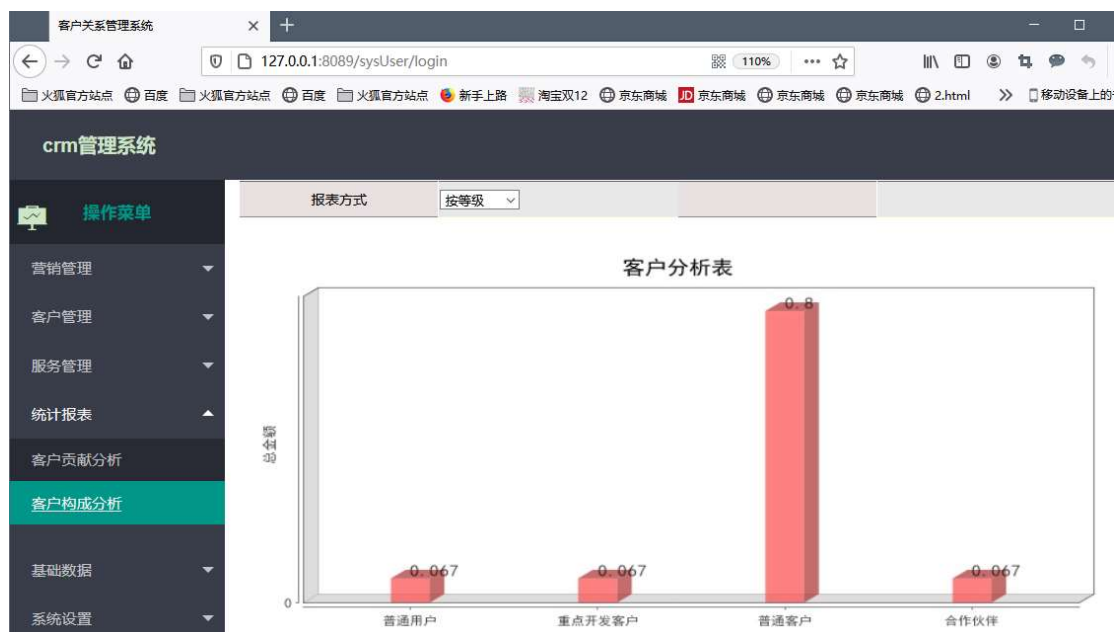 客户关系管理系统
127.0.0.1:8089/sysUser/login 110%
火狐官方站点 百度 火狐官方站点 百度 火狐官方站点 新手上路 淘宝双12 京东商城 JD 京东商城 京东商城 京东商城 2.html 移动设备上的
crm管理系统
操作菜单
报表方式 按等级
营销管理
客户管理
服务管理
统计报表
客户贡献分析
客户构成分析
基础数据
系统设置
客户分析表
总金额
0.8
0.067 0.067 0.067
0
普通用户 重点开发客户 普通客户 合作伙伴